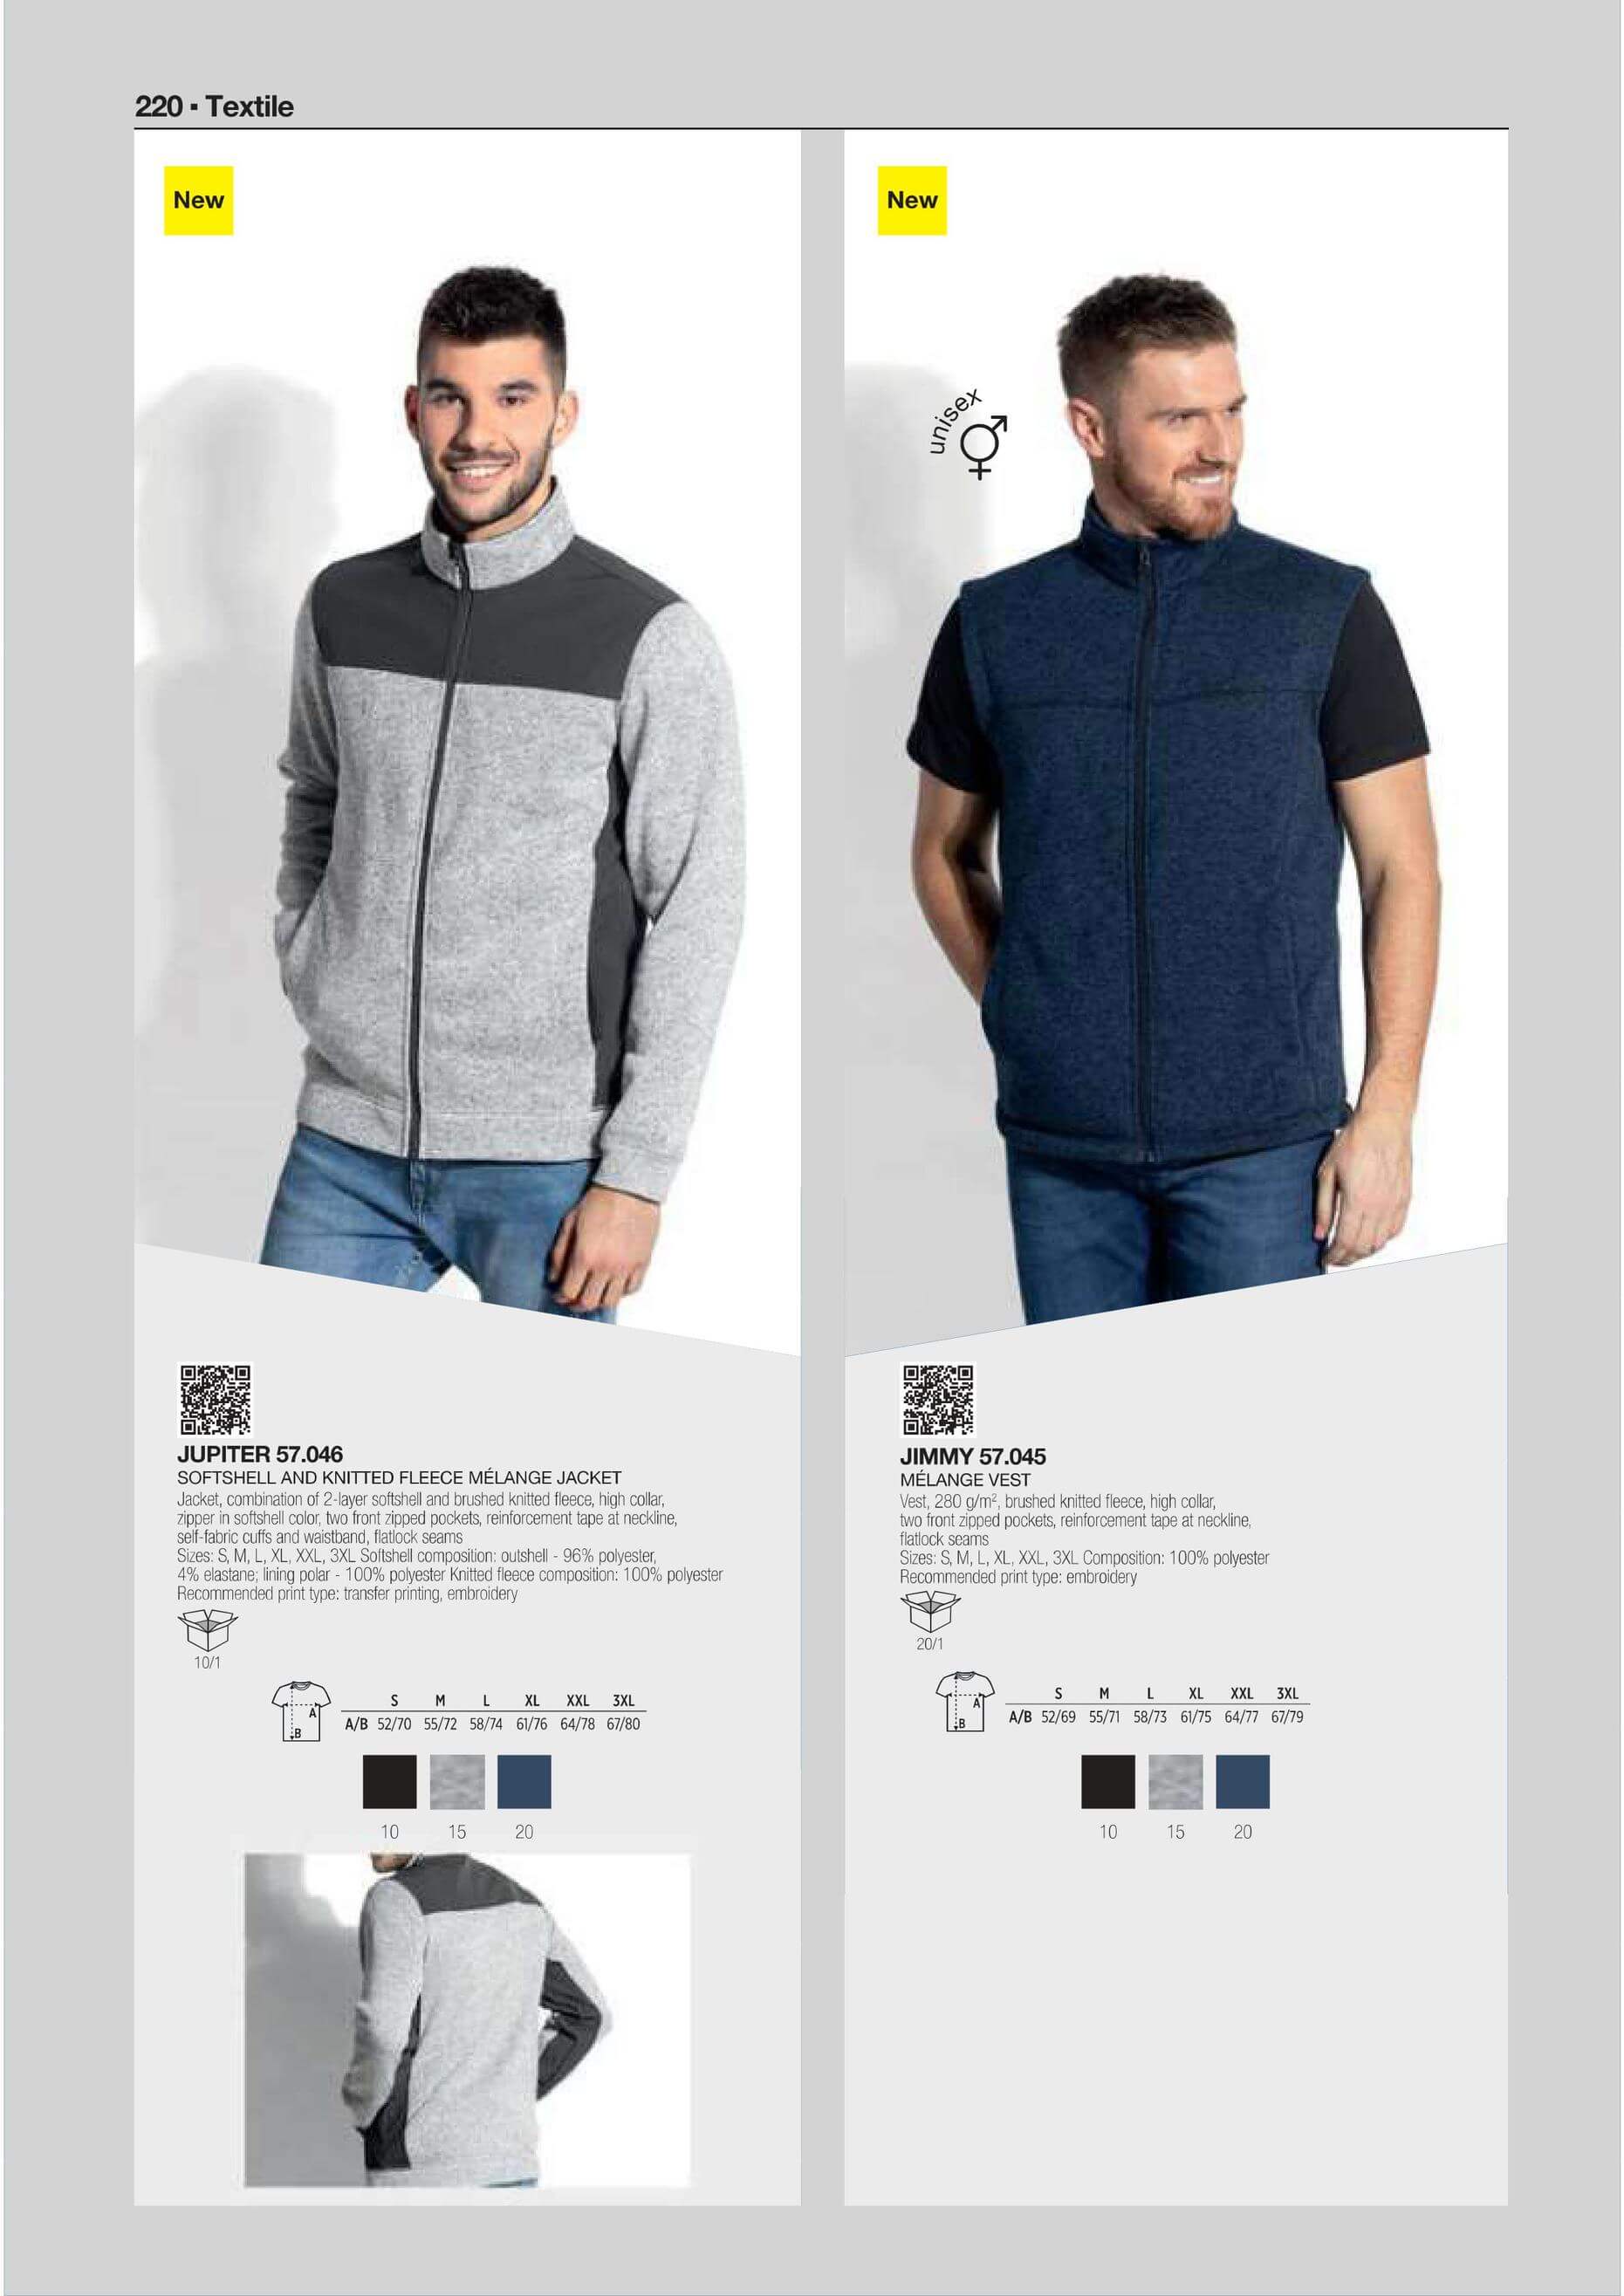 220 ▪ Textile
New
New
unisex
JUPITER 57.046
SOFTSHELL AND KNITTED FLEECE MÉLANGE JACKET
Jacket, combination of 2-layer softshell and brushed knitted fleece, high collar,
zipper in softshell color, two front zipped pockets, reinforcement tape at neckline,
self-fabric cuffs and waistband, flatlock seams
Sizes: S, M, L, XL, XXL, 3XL Softshell composition: outshell - 96% polyester,
4% elastane; lining polar - 100% polyester Knitted fleece composition: 100% polyester
Recommended print type: transfer printing, embroidery
10/1
A
B
S M L XL XXL 3XL
A/B 52/70 55/72 58/74 61/76 64/78 67/80
10 15 20
JIMMY 57.045
MÉLANGE VEST
Vest, 280 g/m², brushed knitted fleece, high collar,
two front zipped pockets, reinforcement tape at neckline,
flatlock seams
Sizes: S, M, L, XL, XXL, 3XL Composition: 100% polyester
Recommended print type: embroidery
20/1
A
B
S M L XL XXL 3XL
A/B 52/69 55/71 58/73 61/75 64/77 67/79
10 15 20